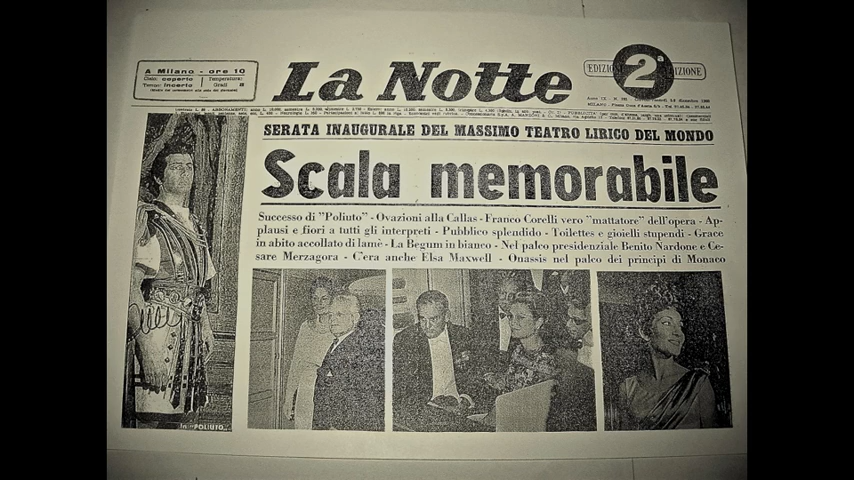 A Milano - ore 10
Cielo: coperto
Tempo: incerto
Temperatura:
Gradi
La Notte
EDIZIONE 2ª EDIZIONE
MILANO
SERATA INAUGURALE DEL MASSIMO TEATRO LIRICO DEL MONDO
Scala memorabile
Successo di "Poliuto" - Ovazioni alla Callas - Franco Corelli vero "mattatore" dell'opera - Ap-
plausi e fiori a tutti gli interpreti - Pubblico splendido - Toilettes e gioielli stupendi - Grace
in abito accollato di lamè - La Begum in bianco - Nel palco presidenziale Benito Nardone e Ce-
sare Merzagora - C'era anche Elsa Maxwell - Onassis nel palco dei principi di Monaco
In "POLIUTO"